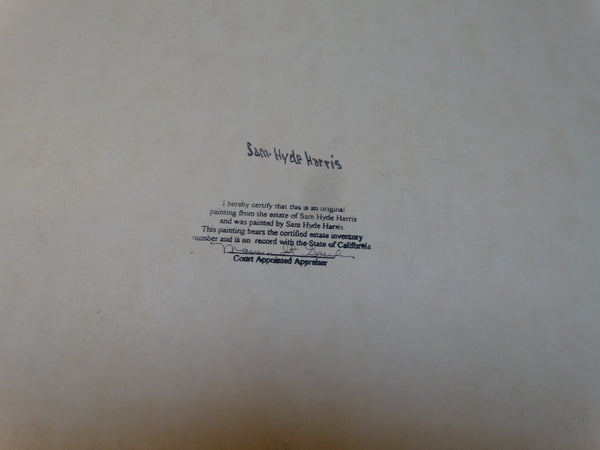 Sam·Hyde Harris
I hereby certify that this is an original
painting from the estate of Sam Hyde Harris
and was painted by Sam Hyde Harris.
This painting bears the certified estate inventory
number and is on record with the State of California
Court Appointed Appraiser